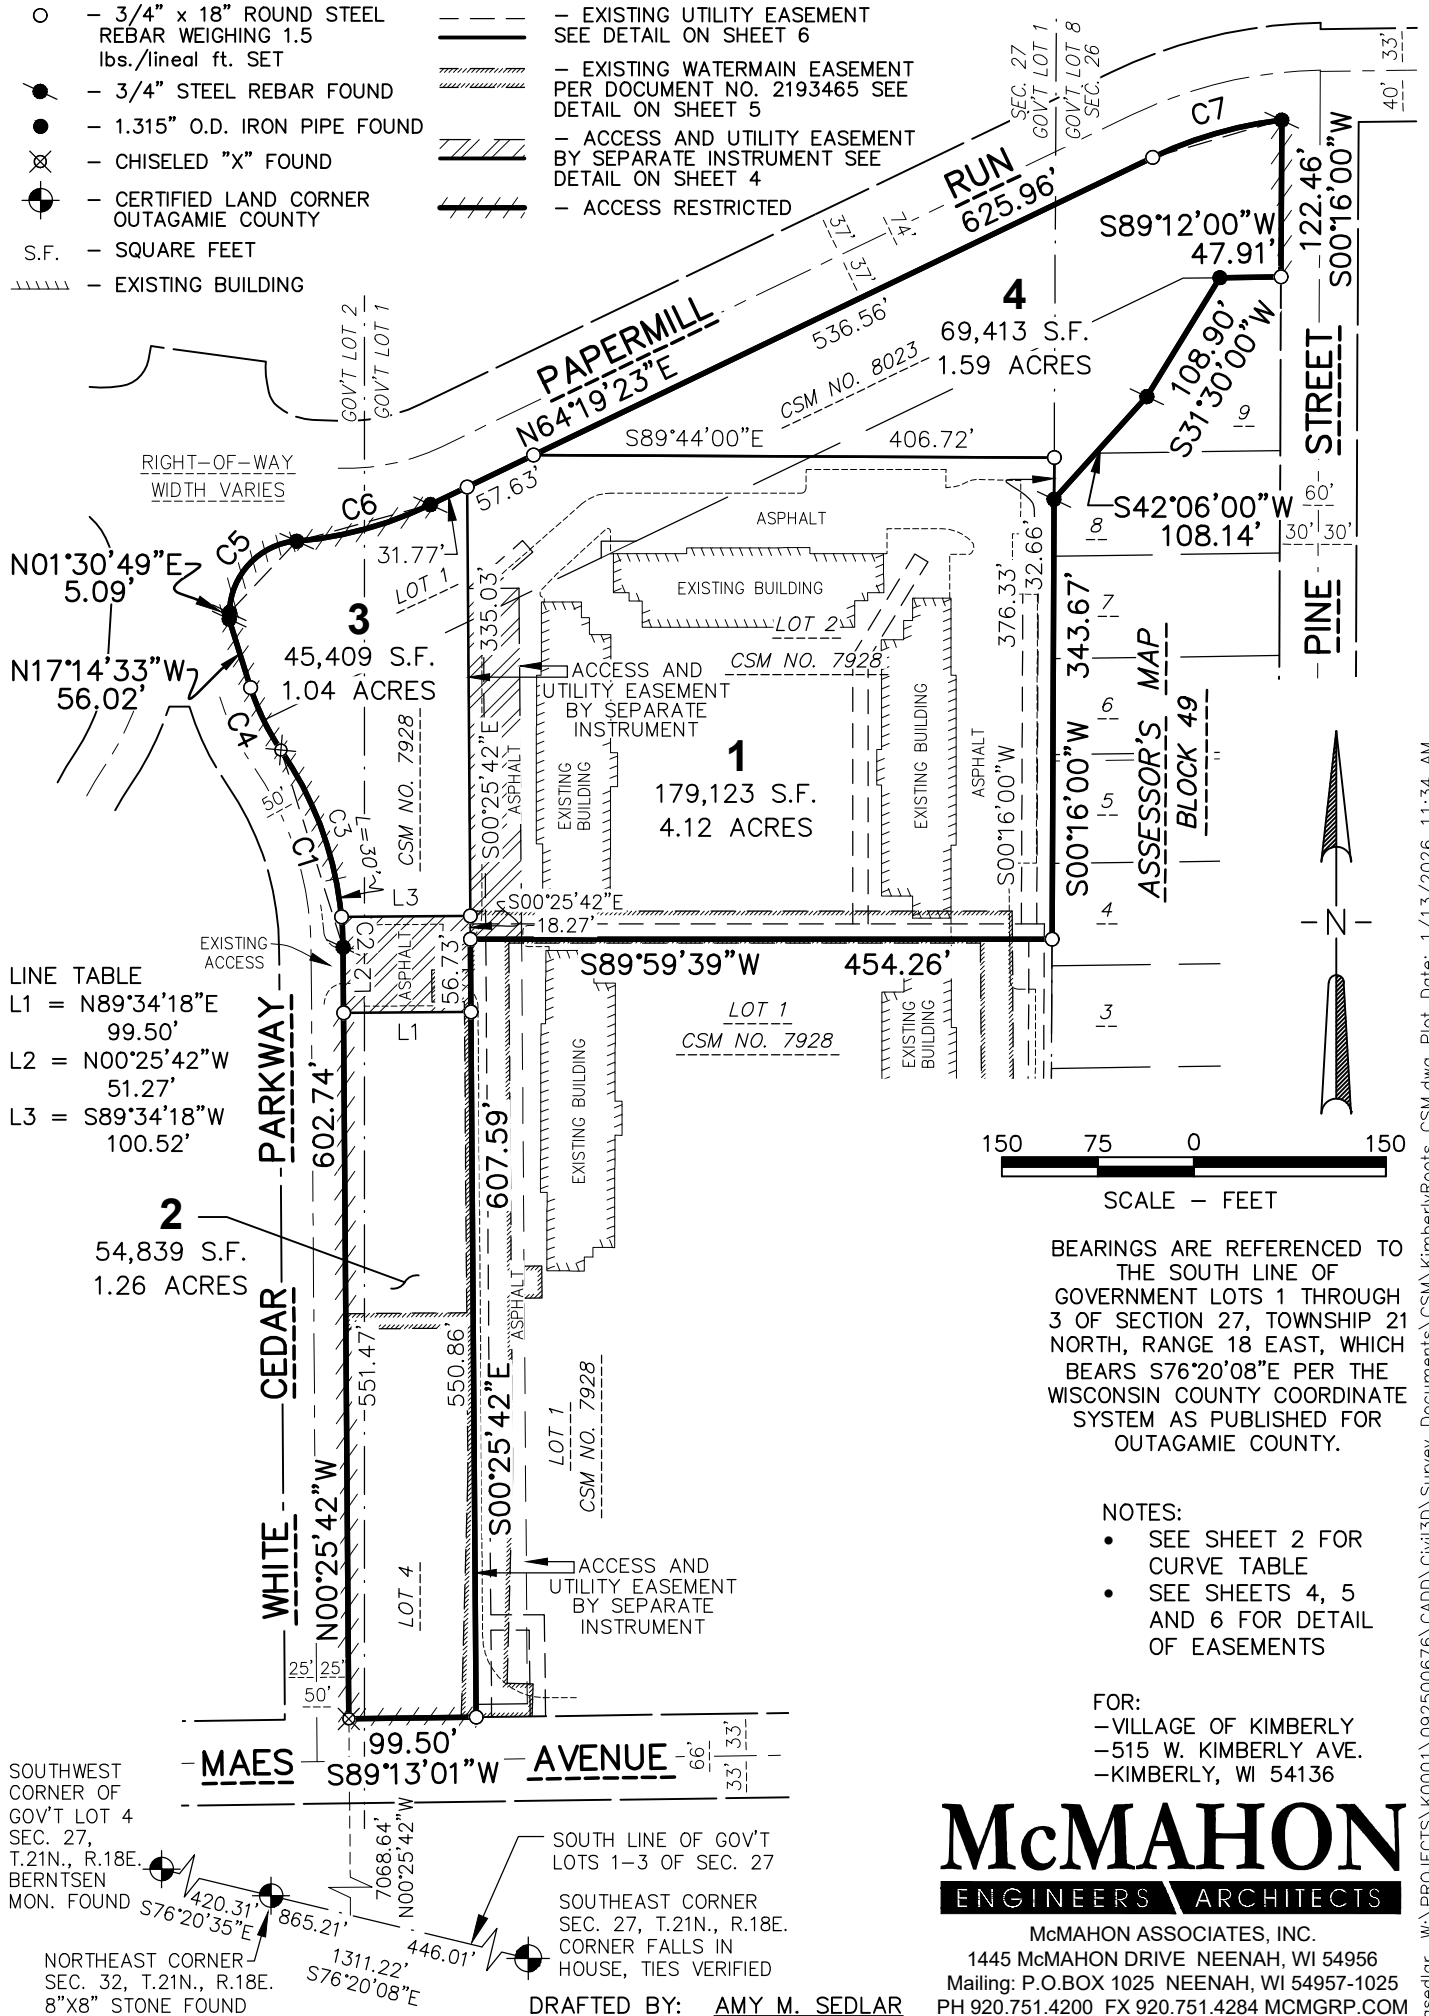 ○ – 3/4" x 18" ROUND STEEL
REBAR WEIGHING 1.5
lbs./lineal ft. SET
– 3/4" STEEL REBAR FOUND
– 1.315" O.D. IRON PIPE FOUND
– CHISELED "X" FOUND
– CERTIFIED LAND CORNER
OUTAGAMIE COUNTY
S.F. – SQUARE FEET
– EXISTING BUILDING
– EXISTING UTILITY EASEMENT
SEE DETAIL ON SHEET 6
– EXISTING WATERMAIN EASEMENT
PER DOCUMENT NO. 2193465 SEE
DETAIL ON SHEET 5
– ACCESS AND UTILITY EASEMENT
BY SEPARATE INSTRUMENT SEE
DETAIL ON SHEET 4
– ACCESS RESTRICTED
SEC. 27
GOV'T LOT 1
GOV'T LOT 8
SEC. 26
33'
40'
C7
RUN
625.96'
37'
74'
37'
122.46'
S00°16'00"W
S89°12'00"W
47.91'
4
69,413 S.F.
1.59 ACRES
536.56'
PAPERMILL
N64°19'23"E
CSM NO. 8023
108.90'
S31°30'00"W
9
STREET
GOV'T LOT 2
GOV'T LOT 1
S89°44'00"E 406.72'
RIGHT-OF-WAY
WIDTH VARIES
57.63'
C6
C5
31.77'
LOT 1
ASPHALT
S42°06'00"W
108.14'
8
60'
30' 30'
N01°30'49"E
5.09'
N17°14'33"W
56.02'
3
45,409 S.F.
1.04 ACRES
335.03'
EXISTING BUILDING
LOT 2
CSM NO. 7928
376.33'
32.66'
343.67'
7
PINE
ACCESS AND
UTILITY EASEMENT
BY SEPARATE
INSTRUMENT
CSM NO. 7928
S00°25'42"E
ASPHALT
EXISTING
BUILDING
1
179,123 S.F.
4.12 ACRES
EXISTING BUILDING
ASPHALT
S00°16'00"W
S00°16'00"W
6
5
4
3
ASSESSOR'S MAP
BLOCK 49
C4
50'
C3
C1
L=30'
L3
S00°25'42"E
18.27'
N
EXISTING
ACCESS
C2
L2
ASPHALT
56.73'
L1
S89°59'39"W 454.26'
LOT 1
CSM NO. 7928
EXISTING
BUILDING
LINE TABLE
L1 = N89°34'18"E
99.50'
L2 = N00°25'42"W
51.27'
L3 = S89°34'18"W
100.52'
PARKWAY
602.74'
607.59'
EXISTING BUILDING
150 75 0 150
SCALE – FEET
2
54,839 S.F.
1.26 ACRES
CEDAR
551.47'
550.86'
ASPHALT
S00°25'42"E
LOT 1
CSM NO. 7928
BEARINGS ARE REFERENCED TO
THE SOUTH LINE OF
GOVERNMENT LOTS 1 THROUGH
3 OF SECTION 27, TOWNSHIP 21
NORTH, RANGE 18 EAST, WHICH
BEARS S76°20'08"E PER THE
WISCONSIN COUNTY COORDINATE
SYSTEM AS PUBLISHED FOR
OUTAGAMIE COUNTY.
WHITE
N00°25'42"W
LOT 4
ACCESS AND
UTILITY EASEMENT
BY SEPARATE
INSTRUMENT
NOTES:
• SEE SHEET 2 FOR
CURVE TABLE
• SEE SHEETS 4, 5
AND 6 FOR DETAIL
OF EASEMENTS
25' 25'
50'
99.50'
MAES S89°13'01"W AVENUE
66'
33'
33'
FOR:
–VILLAGE OF KIMBERLY
–515 W. KIMBERLY AVE.
–KIMBERLY, WI 54136
SOUTHWEST
CORNER OF
GOV'T LOT 4
SEC. 27,
T.21N., R.18E.
BERNTSEN
MON. FOUND
7068.64'
N00°25'42"W
SOUTH LINE OF GOV'T
LOTS 1–3 OF SEC. 27
420.31'
S76°20'35"E
865.21'
446.01'
1311.22'
S76°20'08"E
SOUTHEAST CORNER
SEC. 27, T.21N., R.18E.
CORNER FALLS IN
HOUSE, TIES VERIFIED
NORTHEAST CORNER
SEC. 32, T.21N., R.18E.
8"X8" STONE FOUND
DRAFTED BY: AMY M. SEDLAR
McMAHON
ENGINEERS \ ARCHITECTS
McMAHON ASSOCIATES, INC.
1445 McMAHON DRIVE NEENAH, WI 54956
Mailing: P.O.BOX 1025 NEENAH, WI 54957-1025
PH 920.751.4200 FX 920.751.4284 MCMGRP.COM
W:\PROJECTS\K0001\09250676\CADD\Civil3D\Survey Documents\CSM\KimberlyRoots CSM.dwg Plot Date: 1/13/2026 11:34 AM